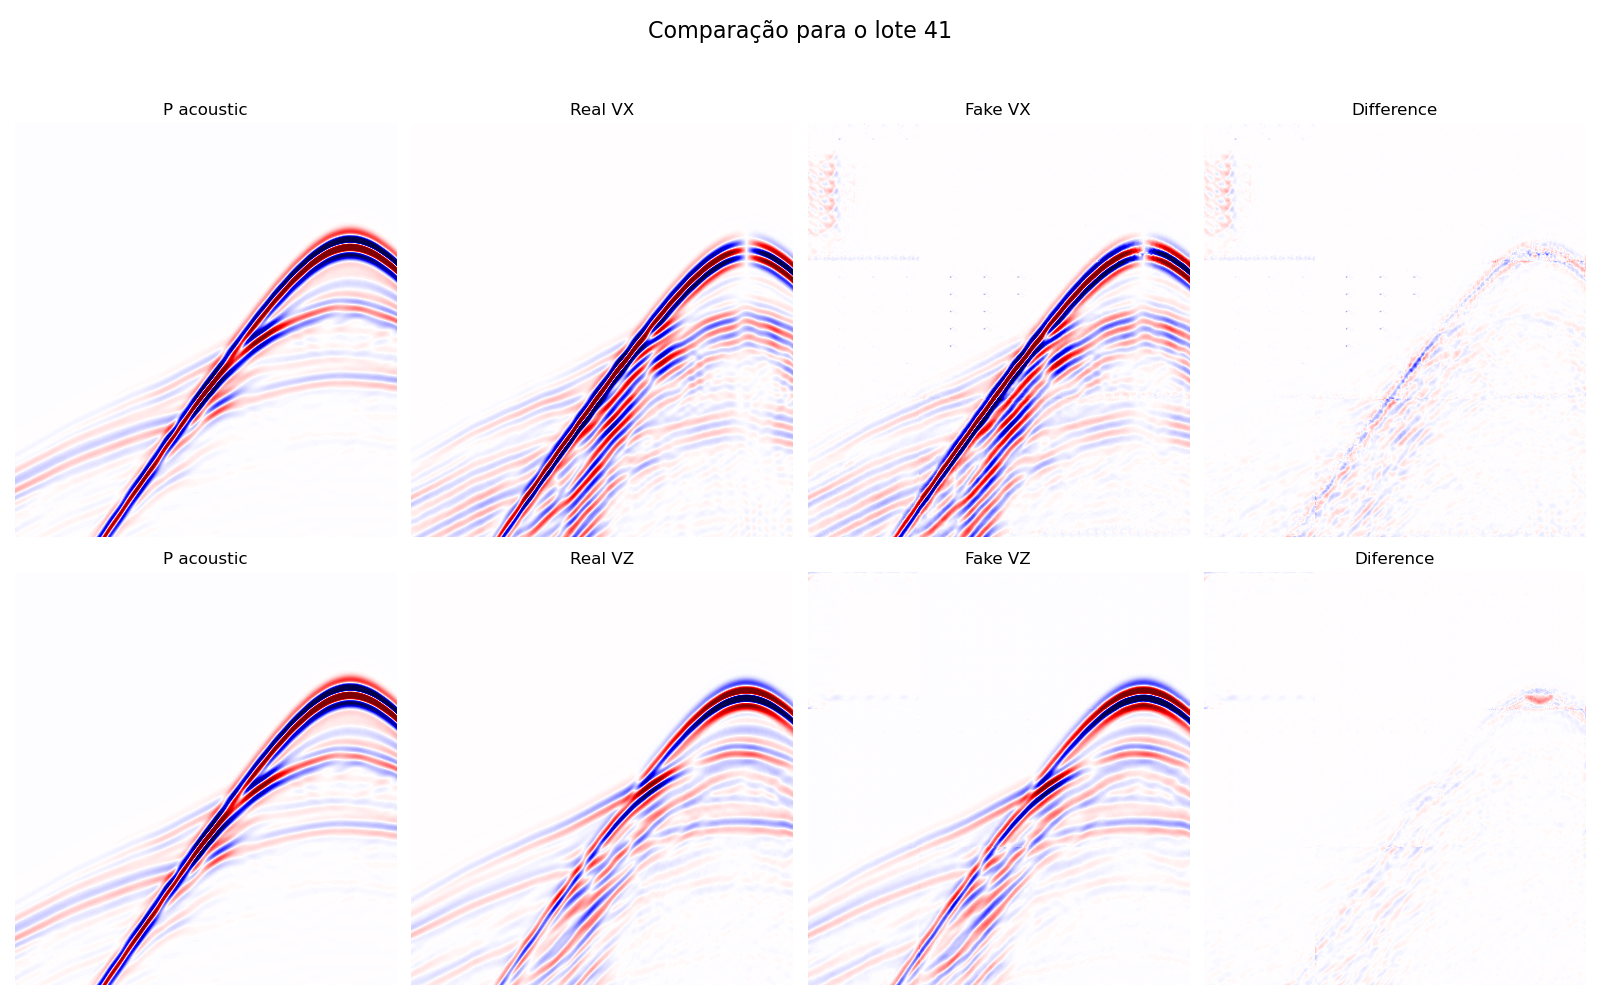 Comparação para o lote 41
P acoustic
Real VX
Fake VX
Difference
P acoustic
Real VZ
Fake VZ
Diference